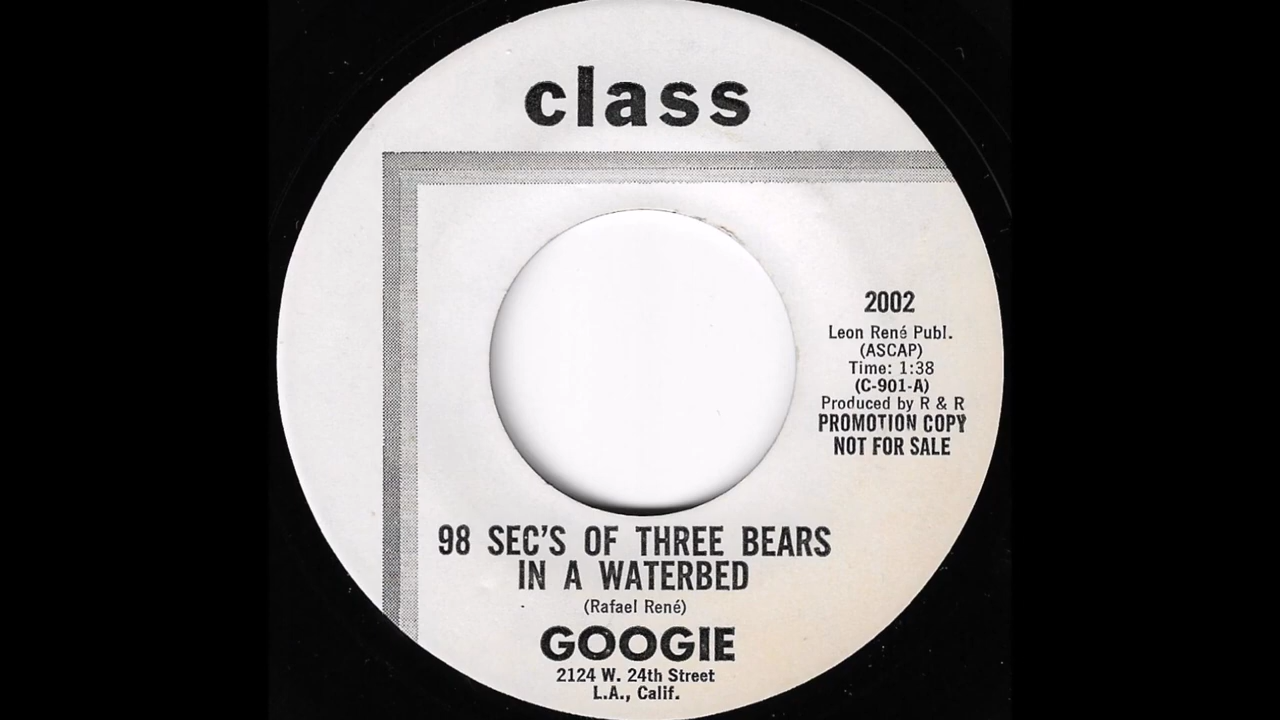 class
2002
Leon René Publ.
(ASCAP)
Time: 1:38
(C-901-A)
Produced by R & R
PROMOTION COPY
NOT FOR SALE
98 SEC'S OF THREE BEARS
IN A WATERBED
(Rafael René)
GOOGIE
2124 W. 24th Street
L.A., Calif.